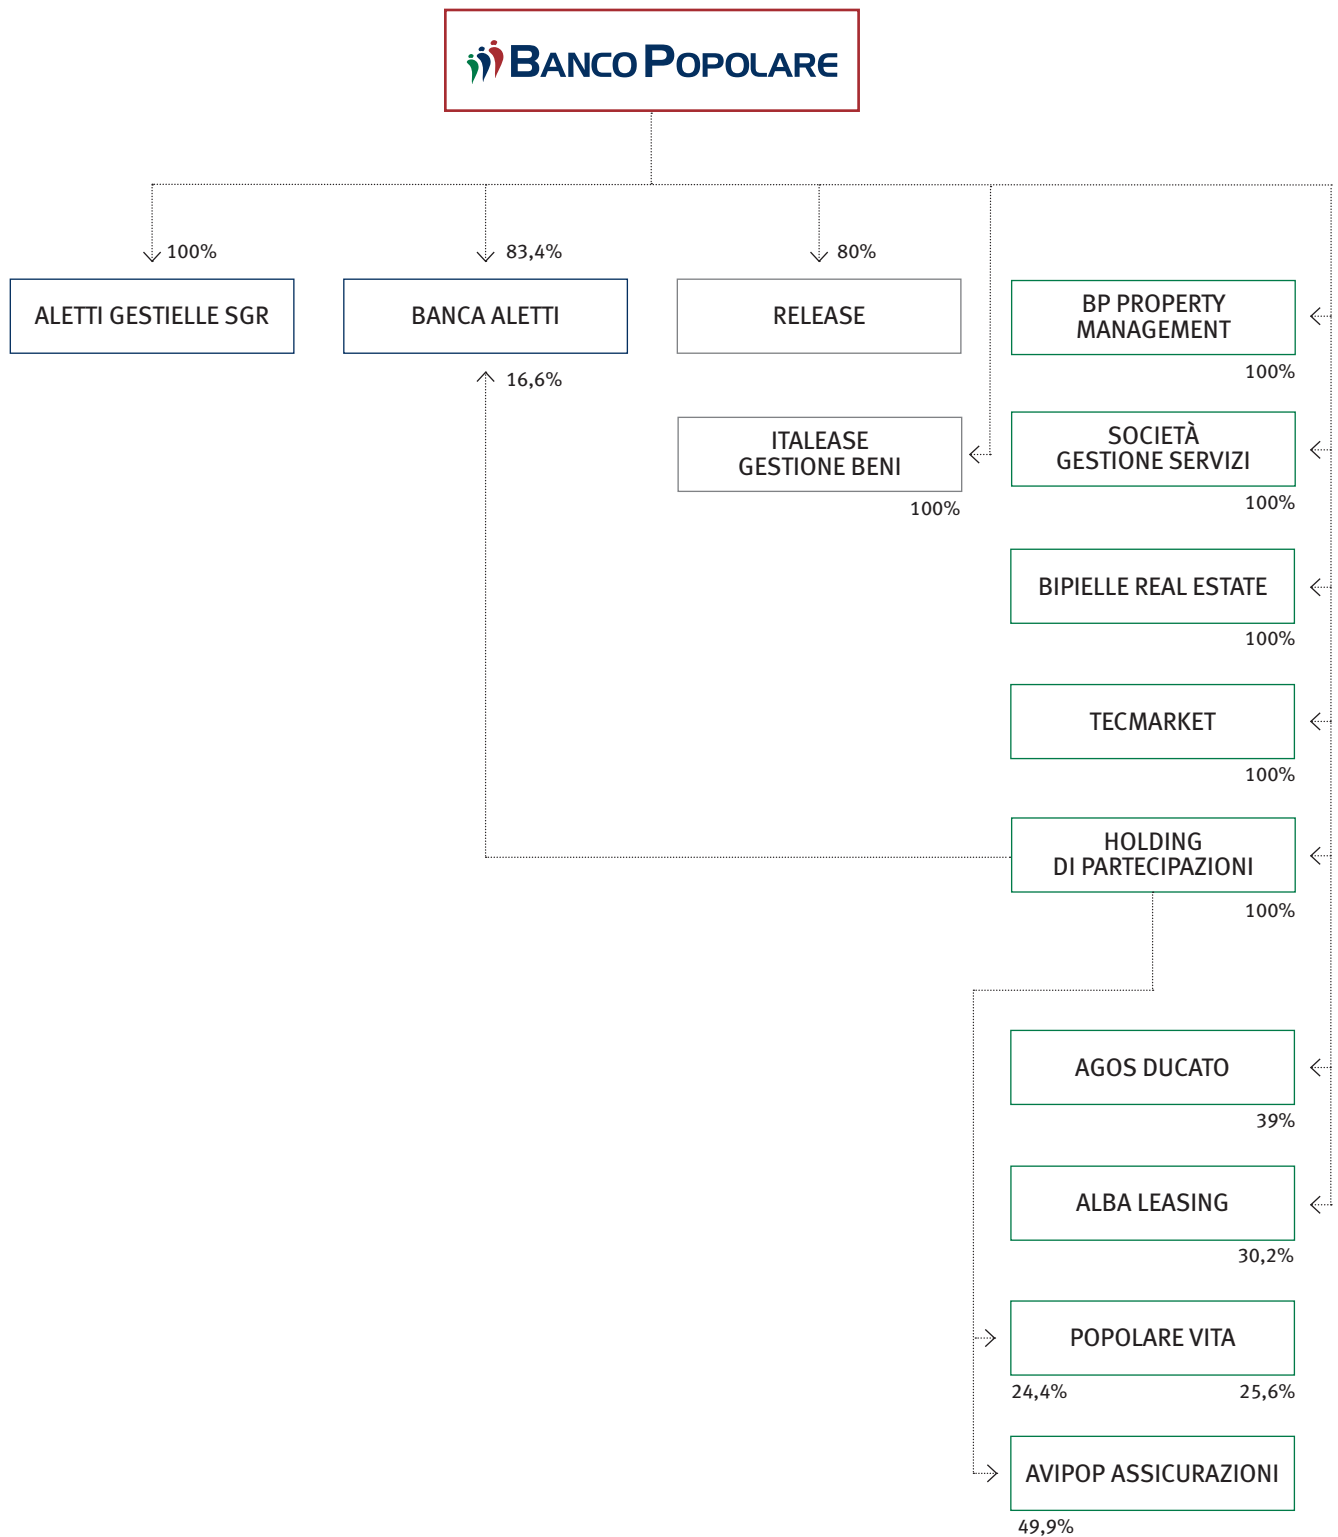 BANCO POPOLARE
100%
83,4%
80%
ALETTI GESTIELLE SGR
BANCA ALETTI
RELEASE
BP PROPERTY
MANAGEMENT
100%
16,6%
ITALEASE
GESTIONE BENI
100%
SOCIETÀ
GESTIONE SERVIZI
100%
BIPIELLE REAL ESTATE
100%
TECMARKET
100%
HOLDING
DI PARTECIPAZIONI
100%
AGOS DUCATO
39%
ALBA LEASING
30,2%
POPOLARE VITA
24,4%
25,6%
AVIPOP ASSICURAZIONI
49,9%